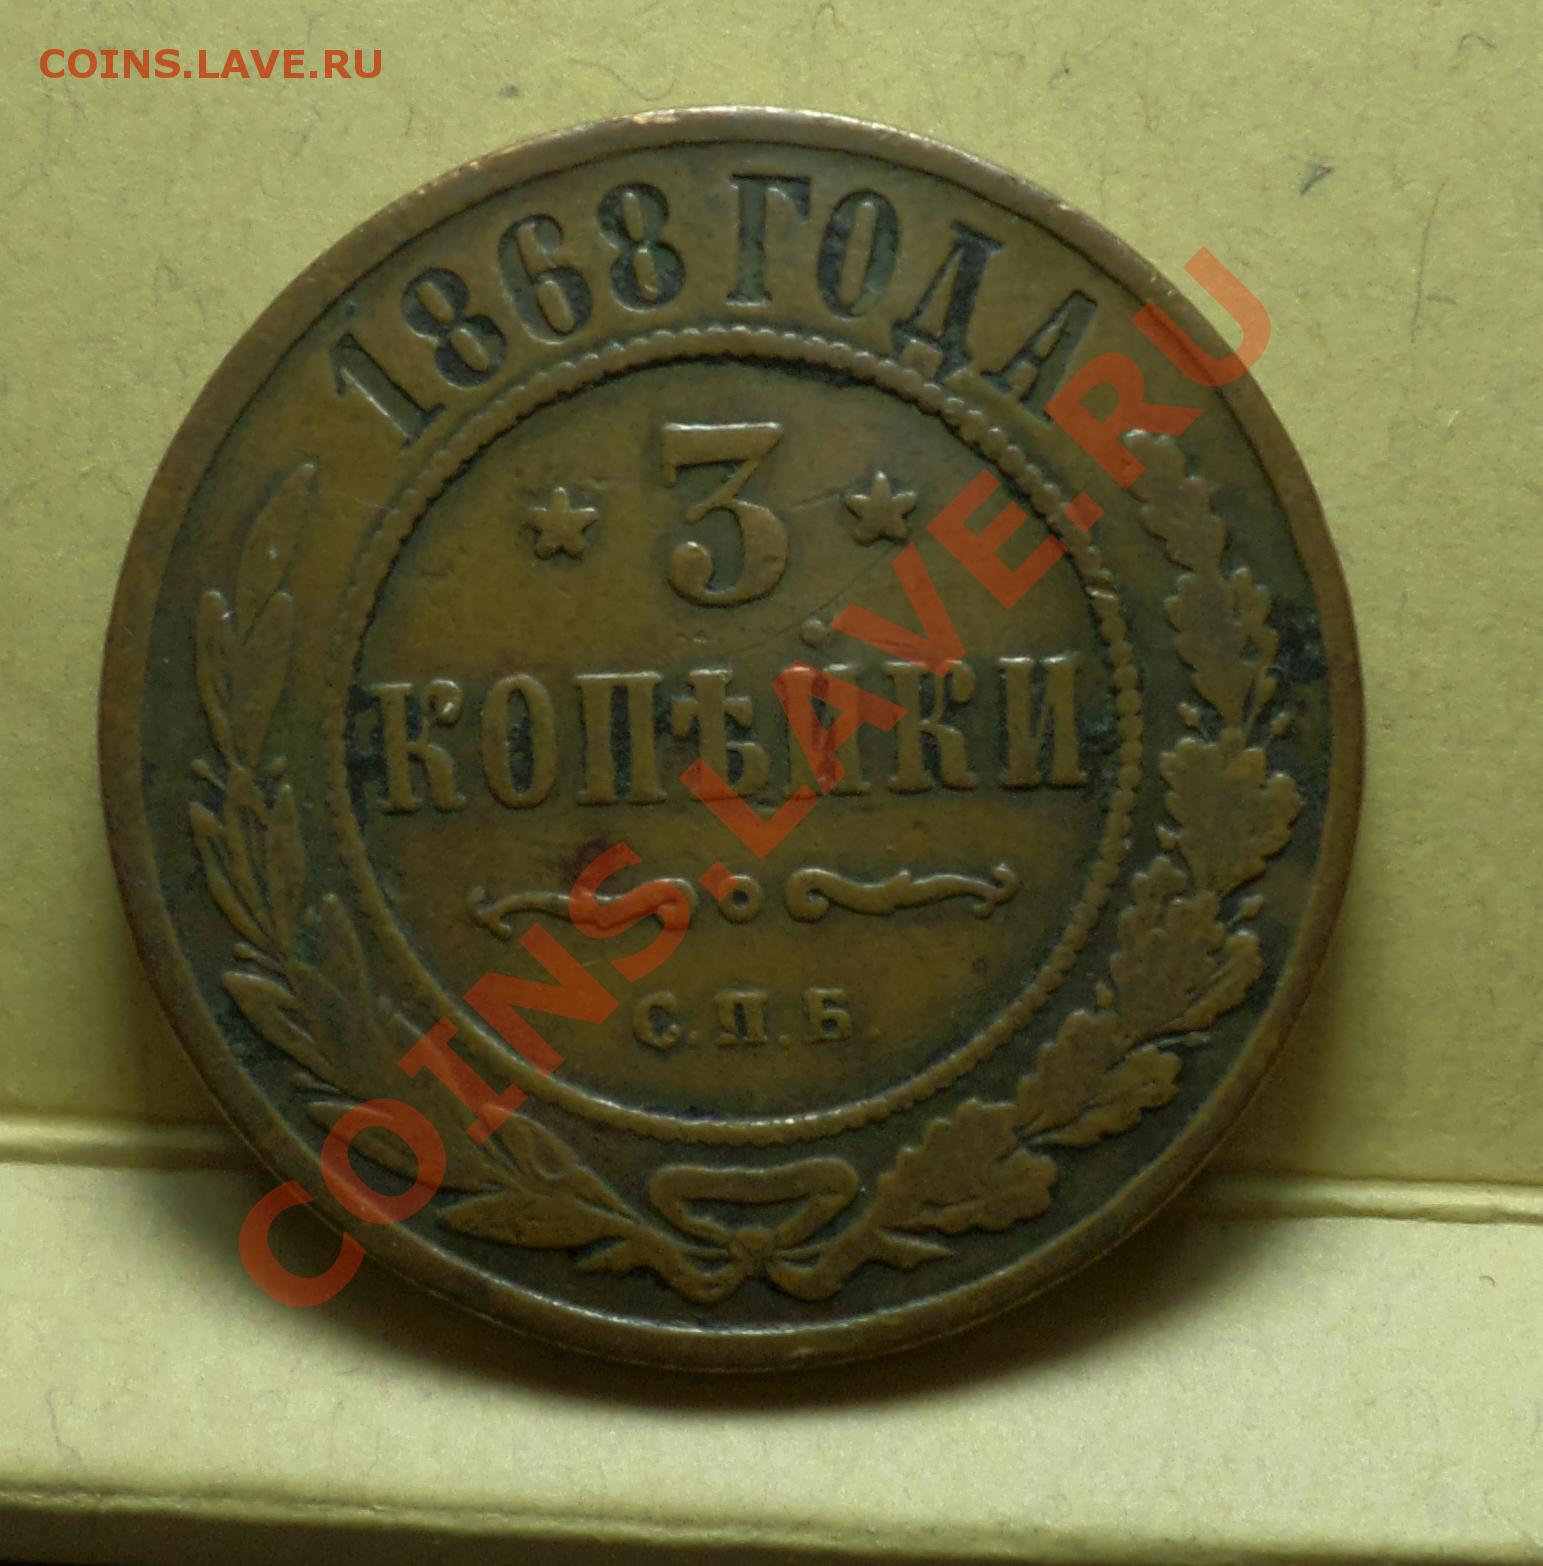 COINS.LAVE.RU
1868 ГОДА
3
КОПѢЙКИ
С.П.Б.
COINS.LAVE.RU